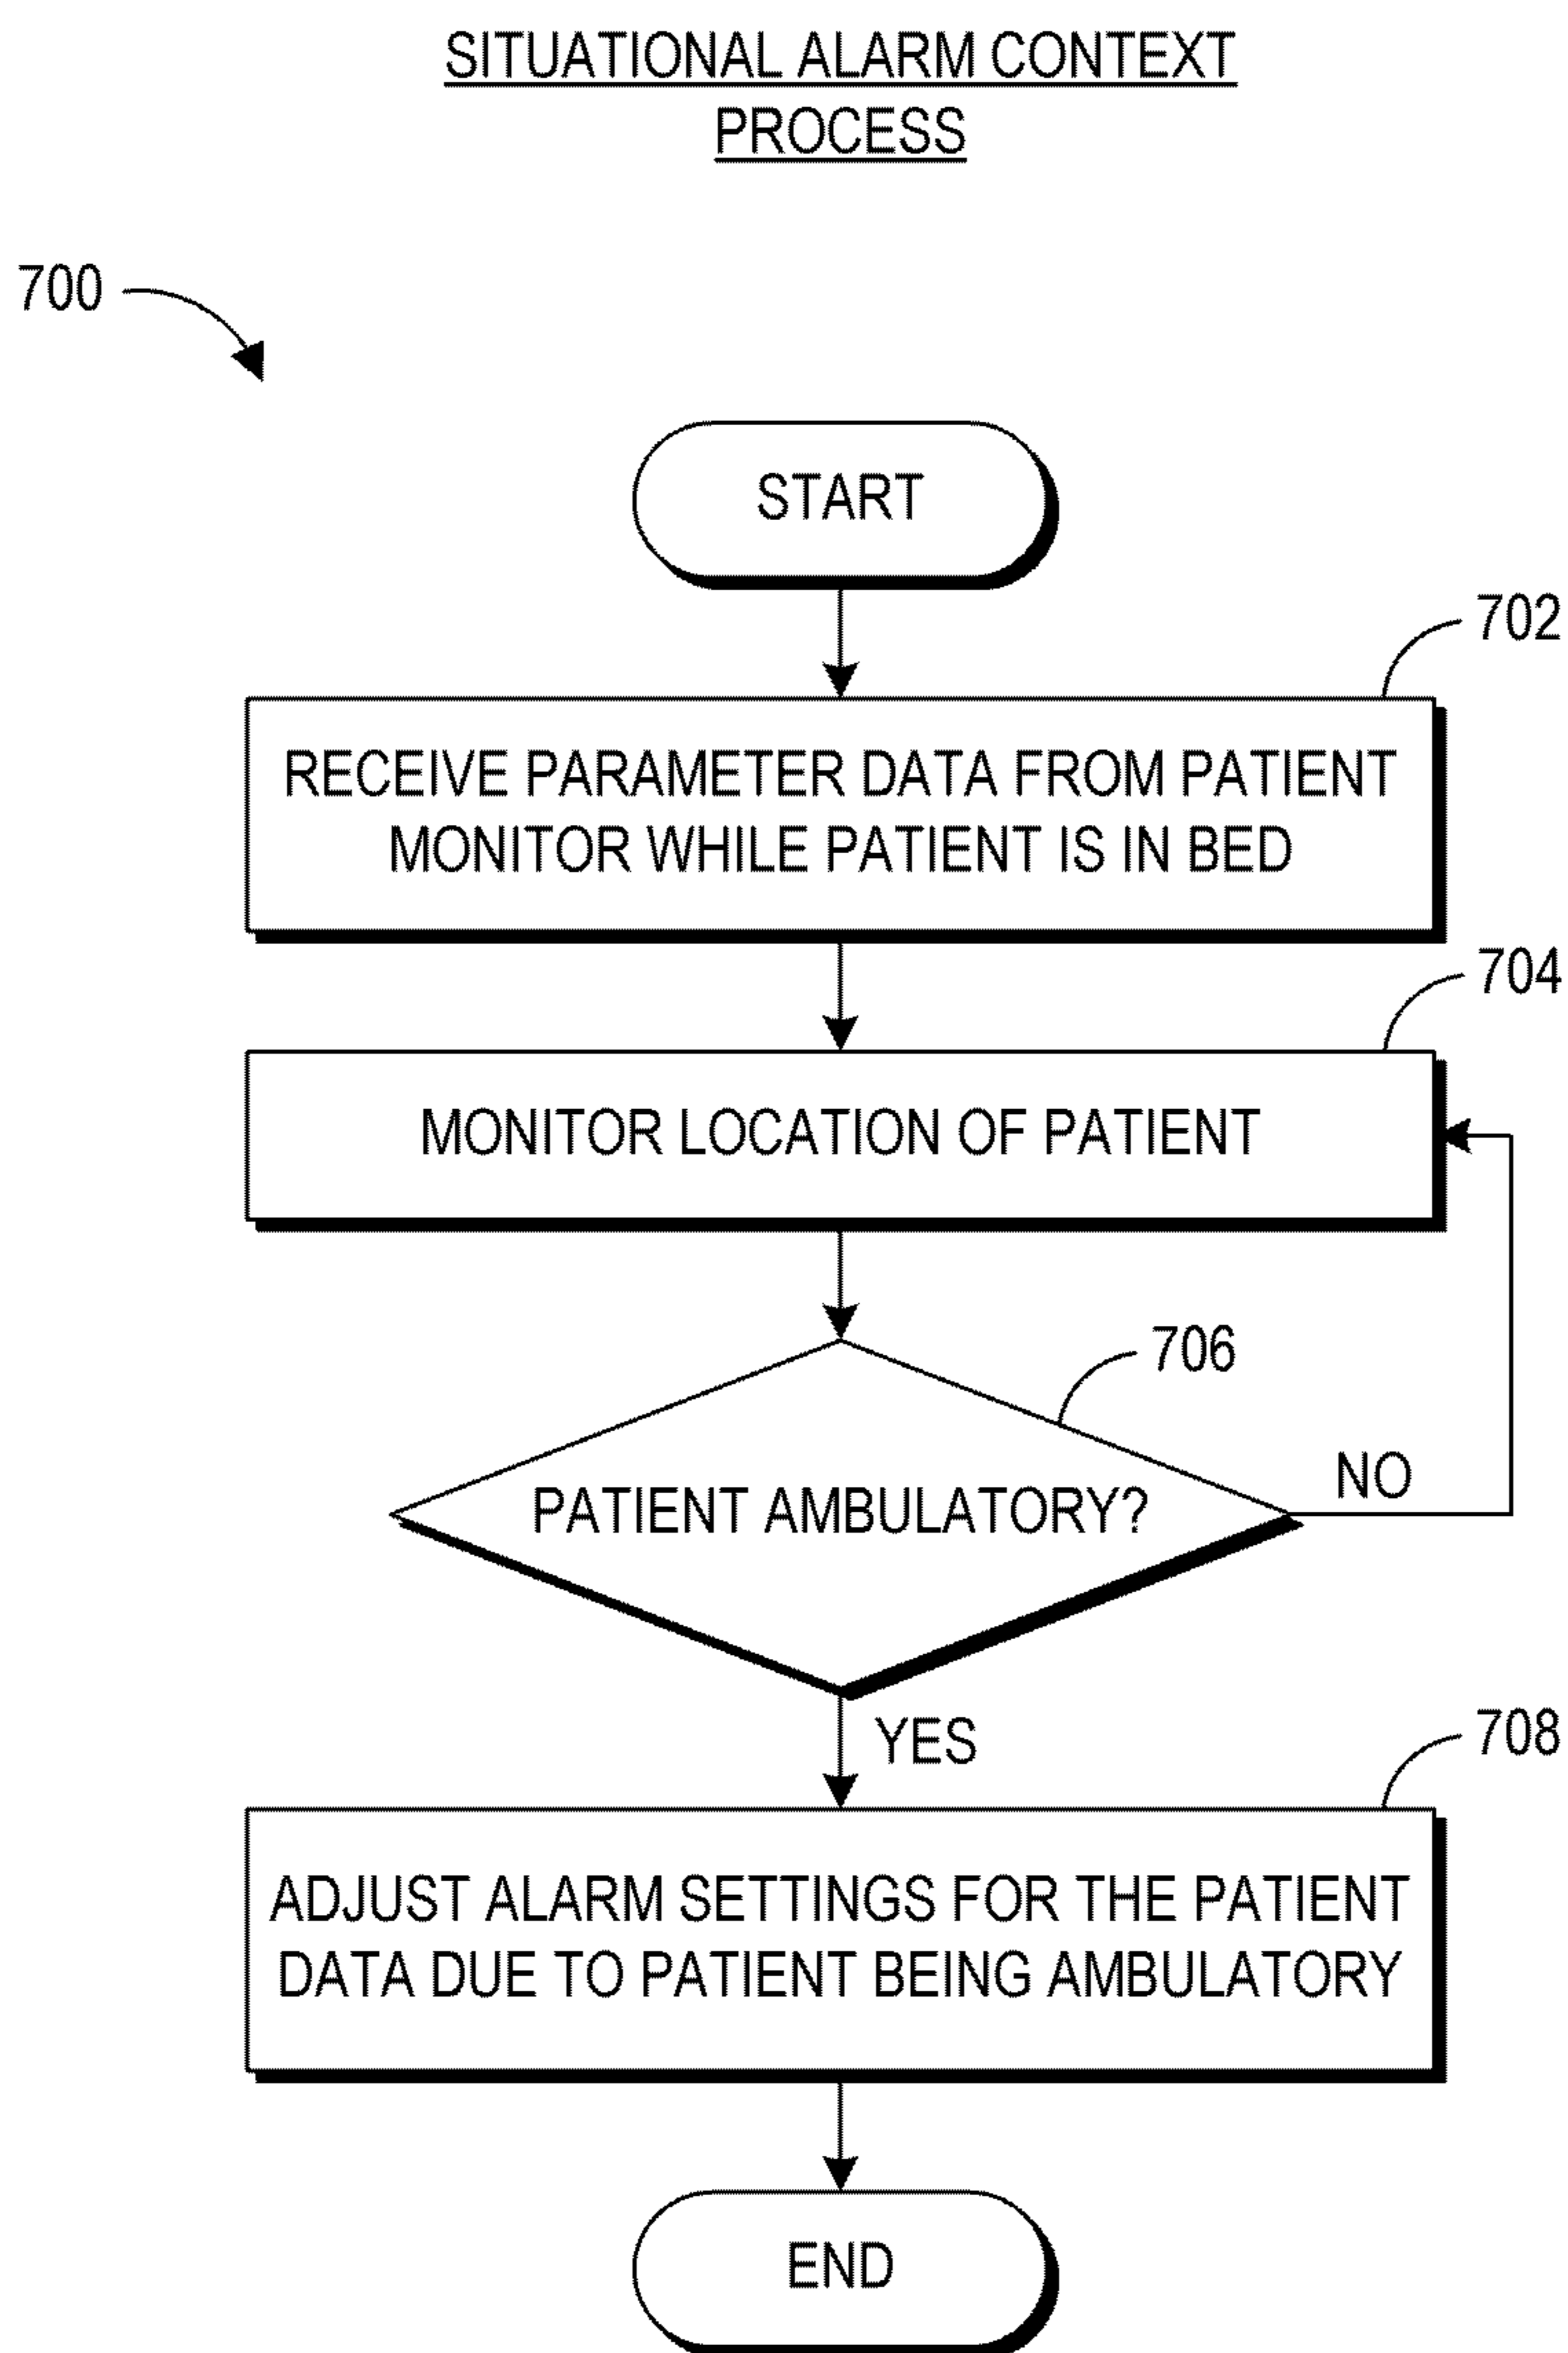 SITUATIONAL ALARM CONTEXT
PROCESS
700
START
702
RECEIVE PARAMETER DATA FROM PATIENT
MONITOR WHILE PATIENT IS IN BED
704
MONITOR LOCATION OF PATIENT
706
PATIENT AMBULATORY?
NO
YES
708
ADJUST ALARM SETTINGS FOR THE PATIENT
DATA DUE TO PATIENT BEING AMBULATORY
END